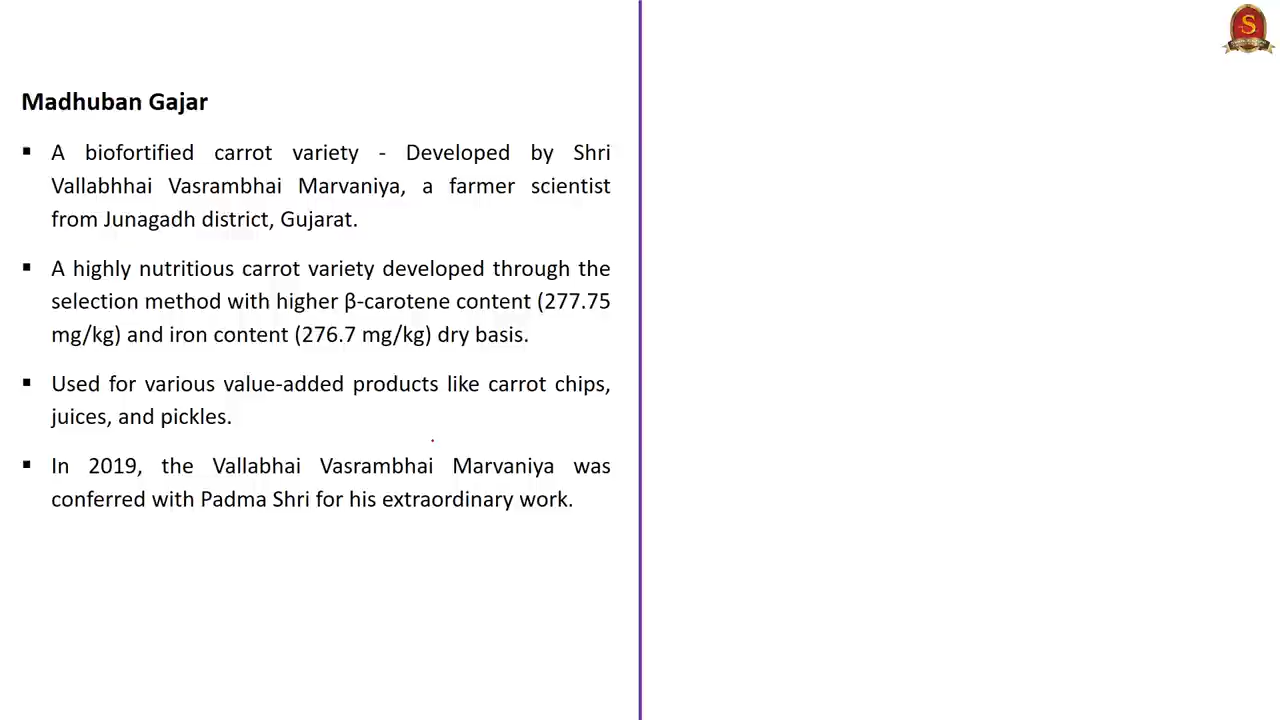 Madhuban Gajar
▪ A biofortified carrot variety - Developed by Shri
Vallabhhai Vasrambhai Marvaniya, a farmer scientist
from Junagadh district, Gujarat.
▪ A highly nutritious carrot variety developed through the
selection method with higher β-carotene content (277.75
mg/kg) and iron content (276.7 mg/kg) dry basis.
▪ Used for various value-added products like carrot chips,
juices, and pickles.
▪ In 2019, the Vallabhai Vasrambhai Marvaniya was
conferred with Padma Shri for his extraordinary work.
S